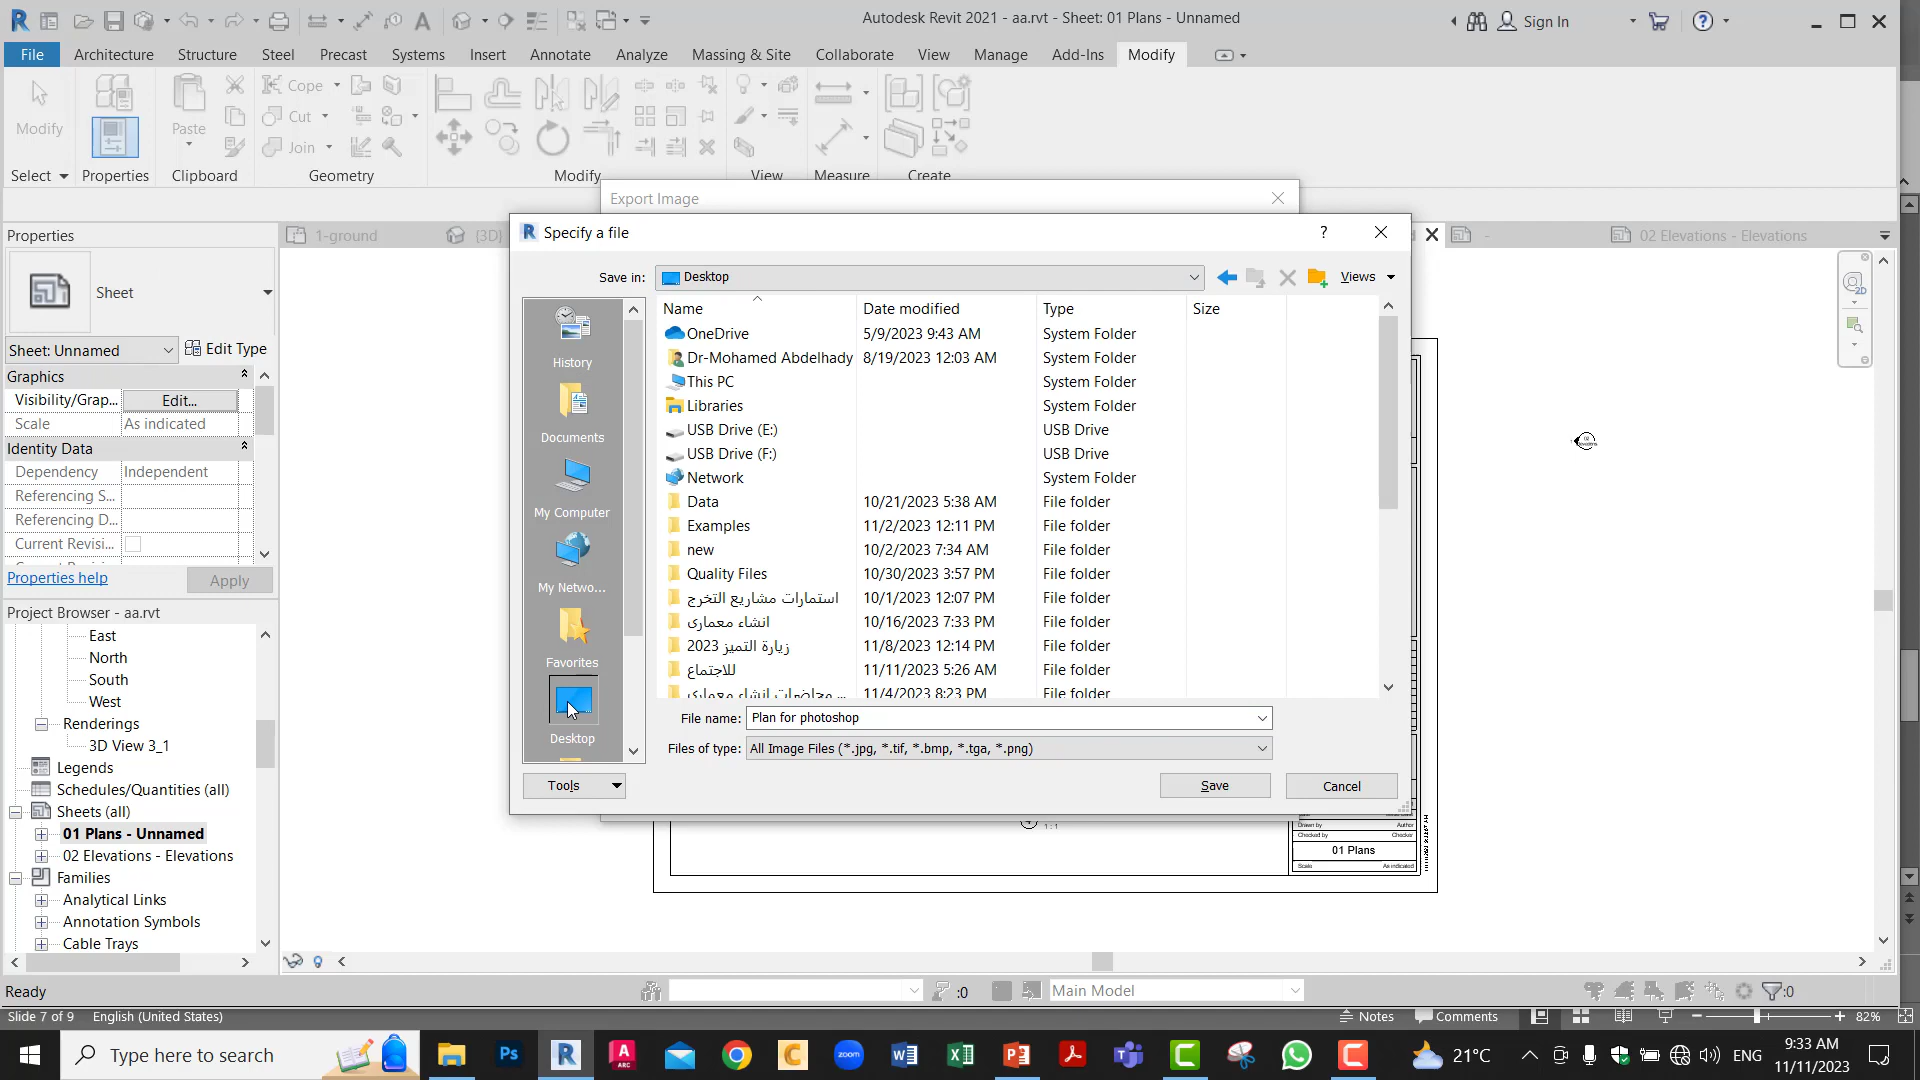 Autodesk Revit 2021 - aa.rvt - Sheet: 01 Plans - Unnamed
Sign In
File Architecture Structure Steel Precast Systems Insert Annotate Analyze Massing & Site Collaborate View Manage Add-Ins Modify
Modify
Paste
Cope
Cut
Join
Select Properties Clipboard Geometry Modify View Measure Create
Export Image
Properties
1-ground
(3D)
02 Elevations - Elevations
Specify a file
?
Save in:
Desktop
Views
Name Date modified Type Size
OneDrive 5/9/2023 9:43 AM System Folder
Dr-Mohamed Abdelhady 8/19/2023 12:03 AM System Folder
This PC System Folder
Libraries System Folder
USB Drive (E:) USB Drive
USB Drive (F:) USB Drive
Network System Folder
Data 10/21/2023 5:38 AM File folder
Examples 11/2/2023 12:11 PM File folder
new 10/2/2023 7:34 AM File folder
Quality Files 10/30/2023 3:57 PM File folder
استمارات مشاريع التخرج 10/1/2023 12:07 PM File folder
انشاء معمارى 10/16/2023 7:33 PM File folder
زيارة التميز 2023 11/8/2023 12:14 PM File folder
للاجتماع 11/11/2023 5:26 AM File folder
محاضرات انشاء معمارى ... 11/4/2023 8:23 PM File folder
History
Documents
My Computer
My Netwo...
Favorites
Desktop
File name: Plan for photoshop
Files of type: All Image Files (*.jpg, *.tif, *.bmp, *.tga, *.png)
Tools
Save
Cancel
Sheet
Sheet: Unnamed
Edit Type
Graphics
Visibility/Grap... Edit...
Scale As indicated
Identity Data
Dependency Independent
Referencing S...
Referencing D...
Current Revisi...
Properties help
Apply
Project Browser - aa.rvt
East
North
South
West
Renderings
3D View 3_1
Legends
Schedules/Quantities (all)
Sheets (all)
01 Plans - Unnamed
02 Elevations - Elevations
Families
Analytical Links
Annotation Symbols
Cable Trays
1 : 1
Drawn by Author
Checked by Checker
01 Plans
Scale As indicated
Ready
:0
Main Model
:0
Slide 7 of 9
English (United States)
Notes
Comments
82%
Type here to search
21°C
ENG
9:33 AM
11/11/2023